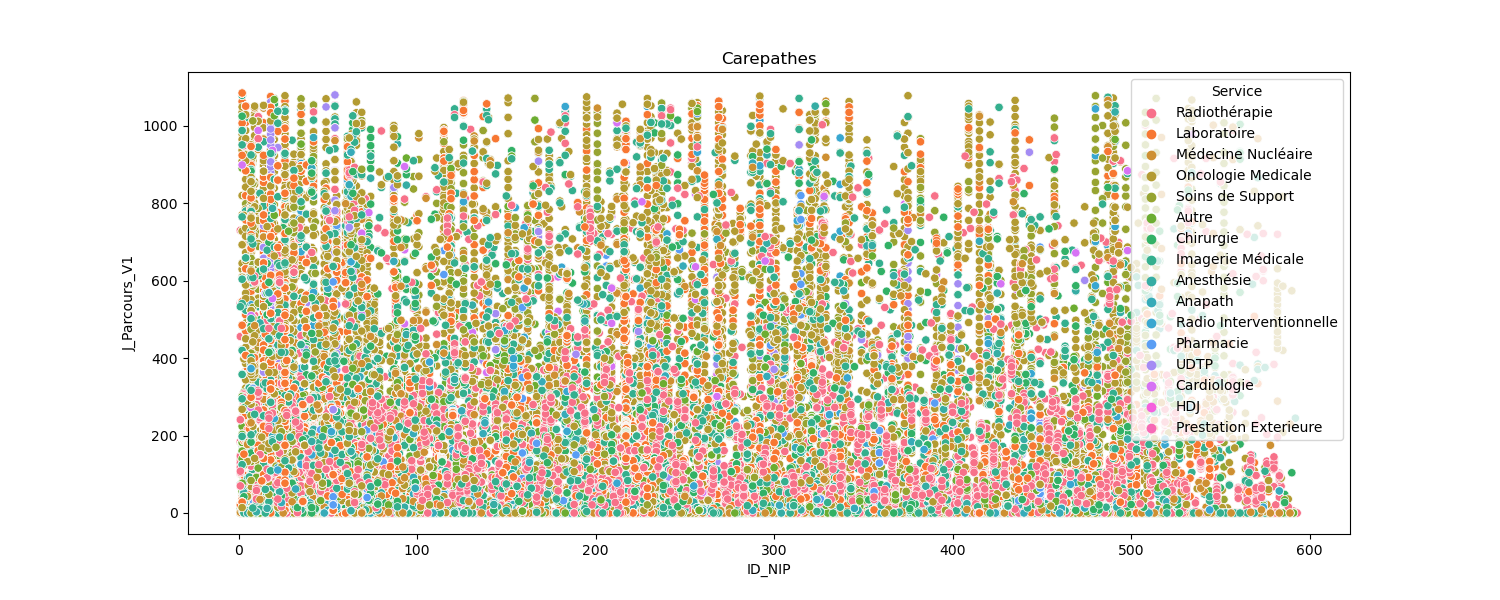 Carepathes
J_Parcours_V1
1000
800
600
400
200
0
0 100 200 300 400 500 600
ID_NIP
Service
Radiothérapie
Laboratoire
Médecine Nucléaire
Oncologie Medicale
Soins de Support
Autre
Chirurgie
Imagerie Médicale
Anesthésie
Anapath
Radio Interventionnelle
Pharmacie
UDTP
Cardiologie
HDJ
Prestation Exterieure